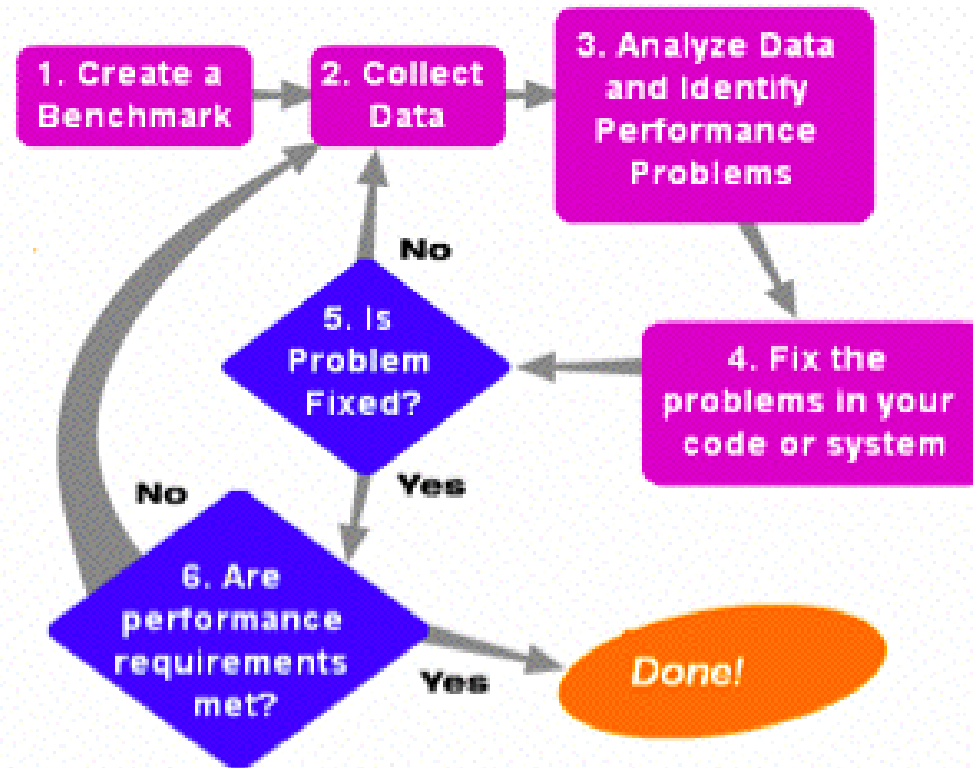 1. Create a
Benchmark
2. Collect
Data
3. Analyze Data
and Identify
Performance
Problems
4. Fix the
problems in your
code or system
5. Is
Problem
Fixed?
No
Yes
6. Are
performance
requirements
met?
No
Yes
Done!